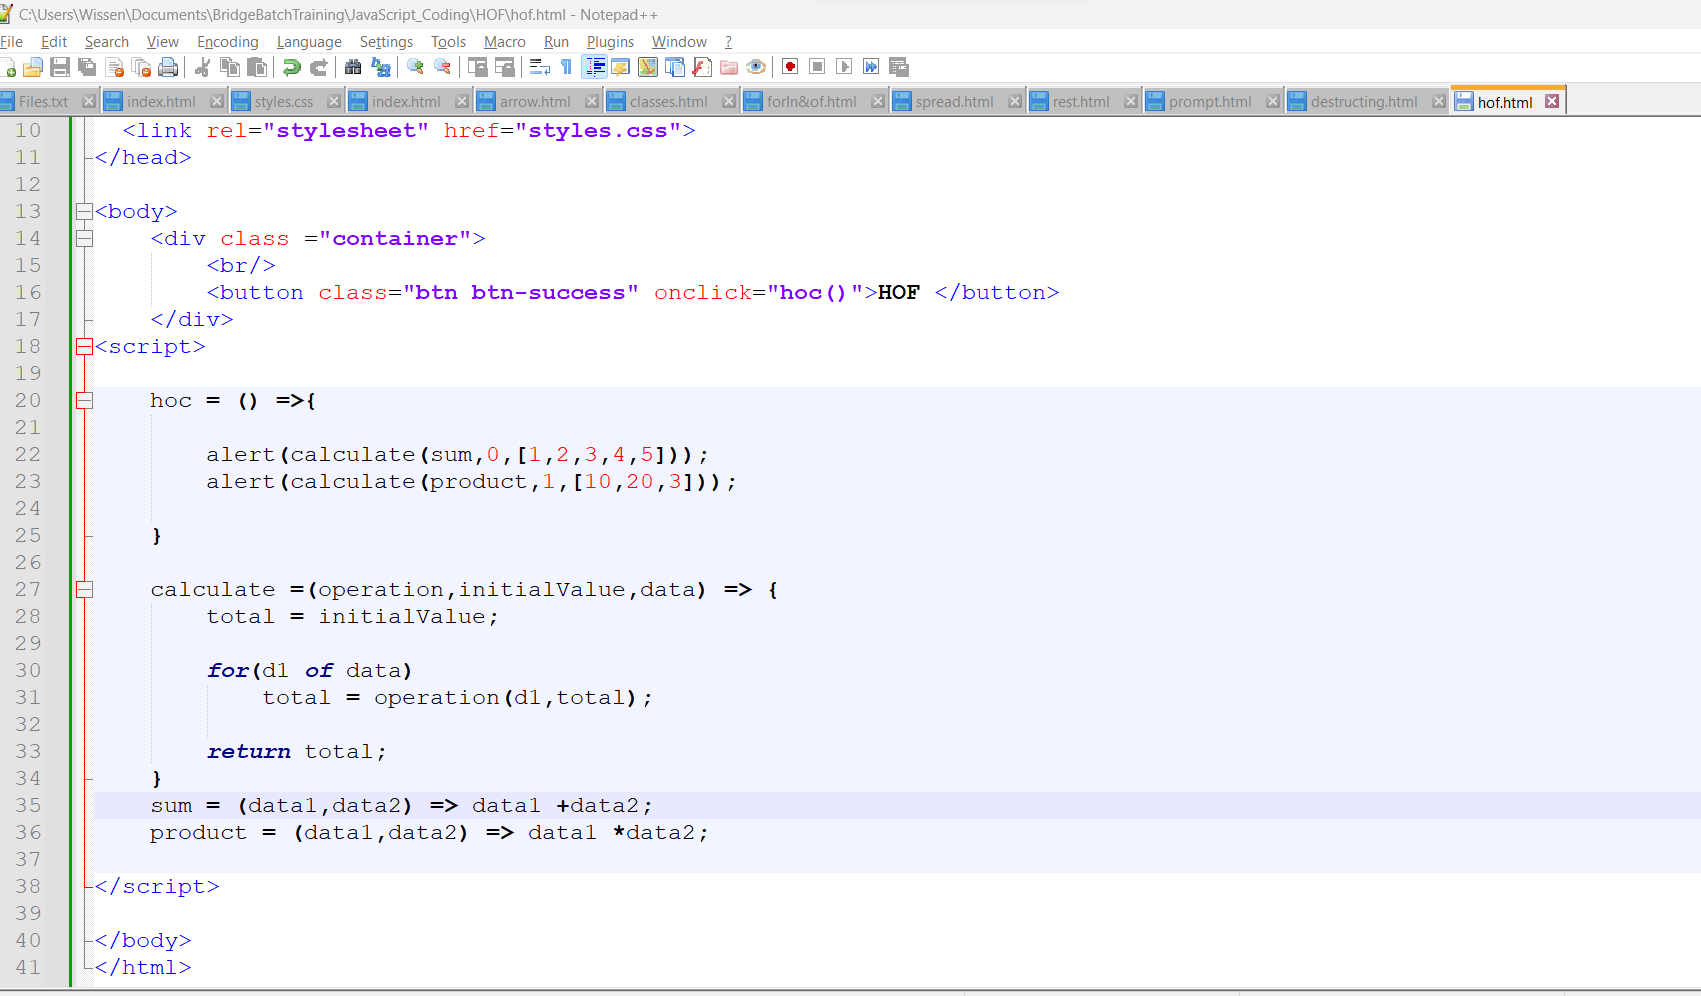 C:\Users\Wissen\Documents\BridgeBatchTraining\JavaScript_Coding\HOF\hof.html - Notepad++
File Edit Search View Encoding Language Settings Tools Macro Run Plugins Window ?
Files.txt index.html styles.css index.html arrow.html classes.html forIn&of.html spread.html rest.html prompt.html destructing.html hof.html
10 <link rel="stylesheet" href="styles.css">
11 </head>
12
13 <body>
14 <div class ="container">
15 <br/>
16 <button class="btn btn-success" onclick="hoc()">HOF </button>
17 </div>
18 <script>
19
20 hoc = () =>{
21
22 alert(calculate(sum,0,[1,2,3,4,5]));
23 alert(calculate(product,1,[10,20,3]));
24
25 }
26
27 calculate =(operation,initialValue,data) => {
28 total = initialValue;
29
30 for(d1 of data)
31 total = operation(d1,total);
32
33 return total;
34 }
35 sum = (data1,data2) => data1 +data2;
36 product = (data1,data2) => data1 *data2;
37
38 </script>
39
40 </body>
41 </html>